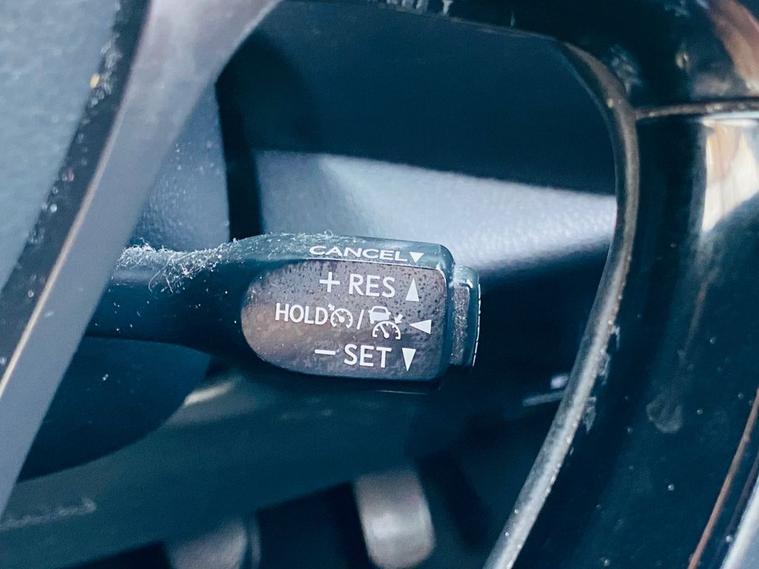 CANCEL▼
+ RES ▲
HOLD / ◀
− SET ▼